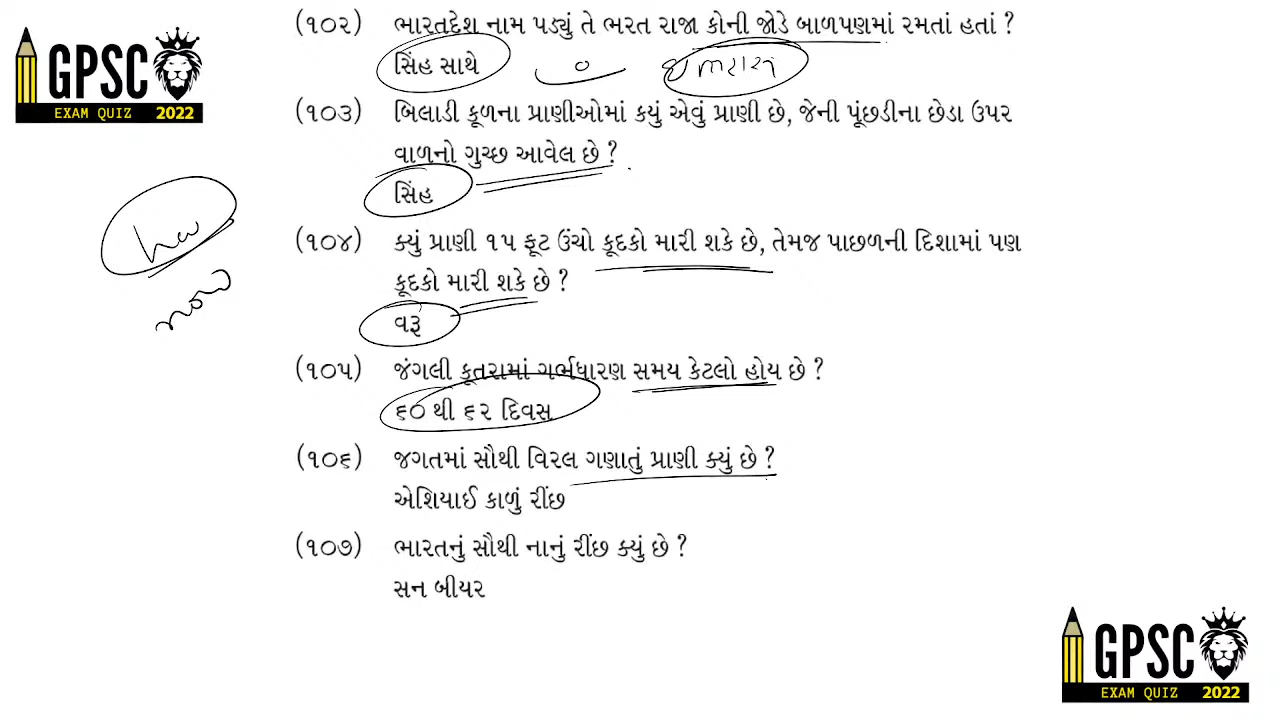 GPSC
EXAM QUIZ 2022
(૧૦૨) ભારતદેશ નામ પડ્યું તે ભરત રાજા કોની જોડે બાળપણમાં રમતાં હતાં ?
સિંહ સાથે
(૧૦૩) બિલાડી કૂળના પ્રાણીઓમાં કયું એવું પ્રાણી છે, જેની પૂંછડીના છેડા ઉપર
વાળનો ગુચ્છ આવેલ છે ?
સિંહ
(૧૦૪) ક્યું પ્રાણી ૧૫ ફૂટ ઉંચો કૂદકો મારી શકે છે, તેમજ પાછળની દિશામાં પણ
કૂદકો મારી શકે છે ?
વરૂ
(૧૦૫) જંગલી કૂતરામાં ગર્ભધારણ સમય કેટલો હોય છે ?
૬૦ થી ૬૨ દિવસ
(૧૦૬) જગતમાં સૌથી વિરલ ગણાતું પ્રાણી ક્યું છે ?
એશિયાઈ કાળું રીંછ
(૧૦૭) ભારતનું સૌથી નાનું રીંછ ક્યું છે ?
સન બીયર
GPSC
EXAM QUIZ 2022